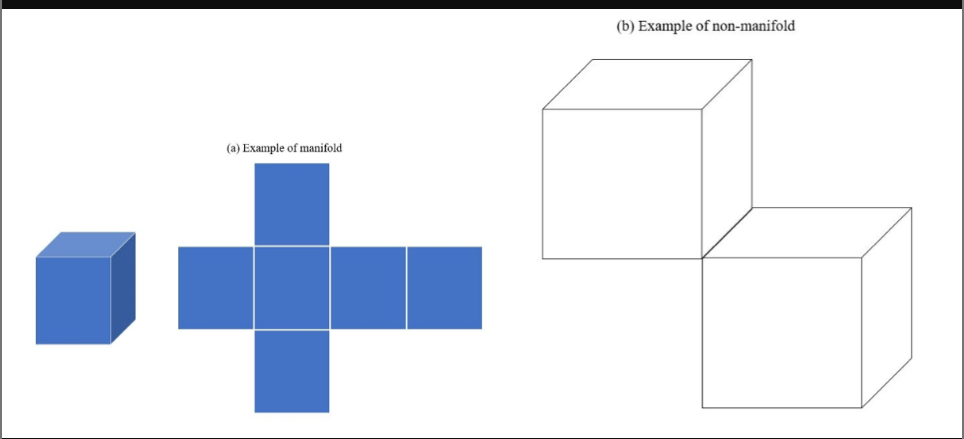 (b) Example of non-manifold
(a) Example of manifold